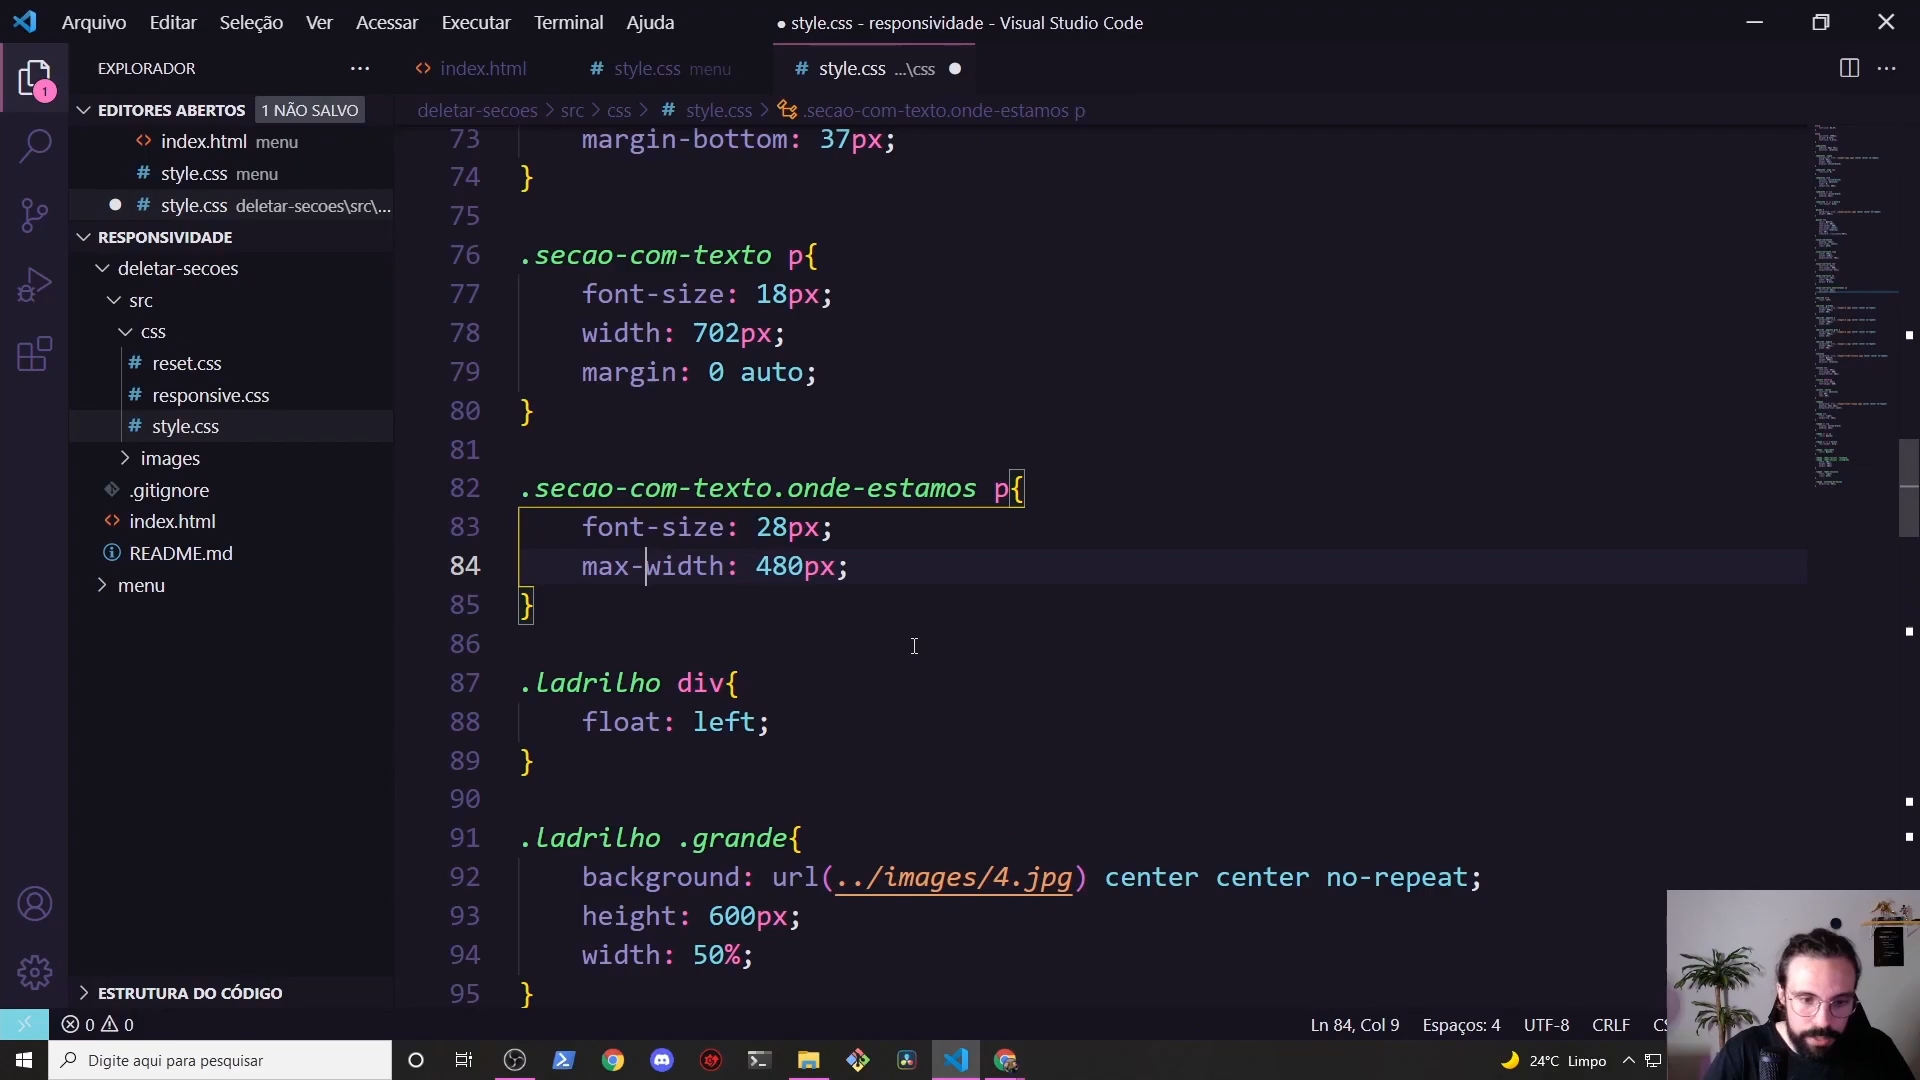 Arquivo Editar Seleção Ver Acessar Executar Terminal Ajuda
● style.css - responsividade - Visual Studio Code
EXPLORADOR
index.html
# style.css menu
# style.css ...\css
1
EDITORES ABERTOS 1 NÃO SALVO
index.html menu
# style.css menu
# style.css deletar-secoes\src\...
RESPONSIVIDADE
deletar-secoes
src
css
# reset.css
# responsive.css
# style.css
images
.gitignore
index.html
README.md
menu
ESTRUTURA DO CÓDIGO
deletar-secoes > src > css > # style.css > .secao-com-texto.onde-estamos p
73 margin-bottom: 37px;
74 }
75
76 .secao-com-texto p{
77 font-size: 18px;
78 width: 702px;
79 margin: 0 auto;
80 }
81
82 .secao-com-texto.onde-estamos p{
83 font-size: 28px;
84 max-width: 480px;
85 }
86
87 .ladrilho div{
88 float: left;
89 }
90
91 .ladrilho .grande{
92 background: url(../images/4.jpg) center center no-repeat;
93 height: 600px;
94 width: 50%;
95 }
0 0
Ln 84, Col 9 Espaços: 4 UTF-8 CRLF CS
Digite aqui para pesquisar
24°C Limpo